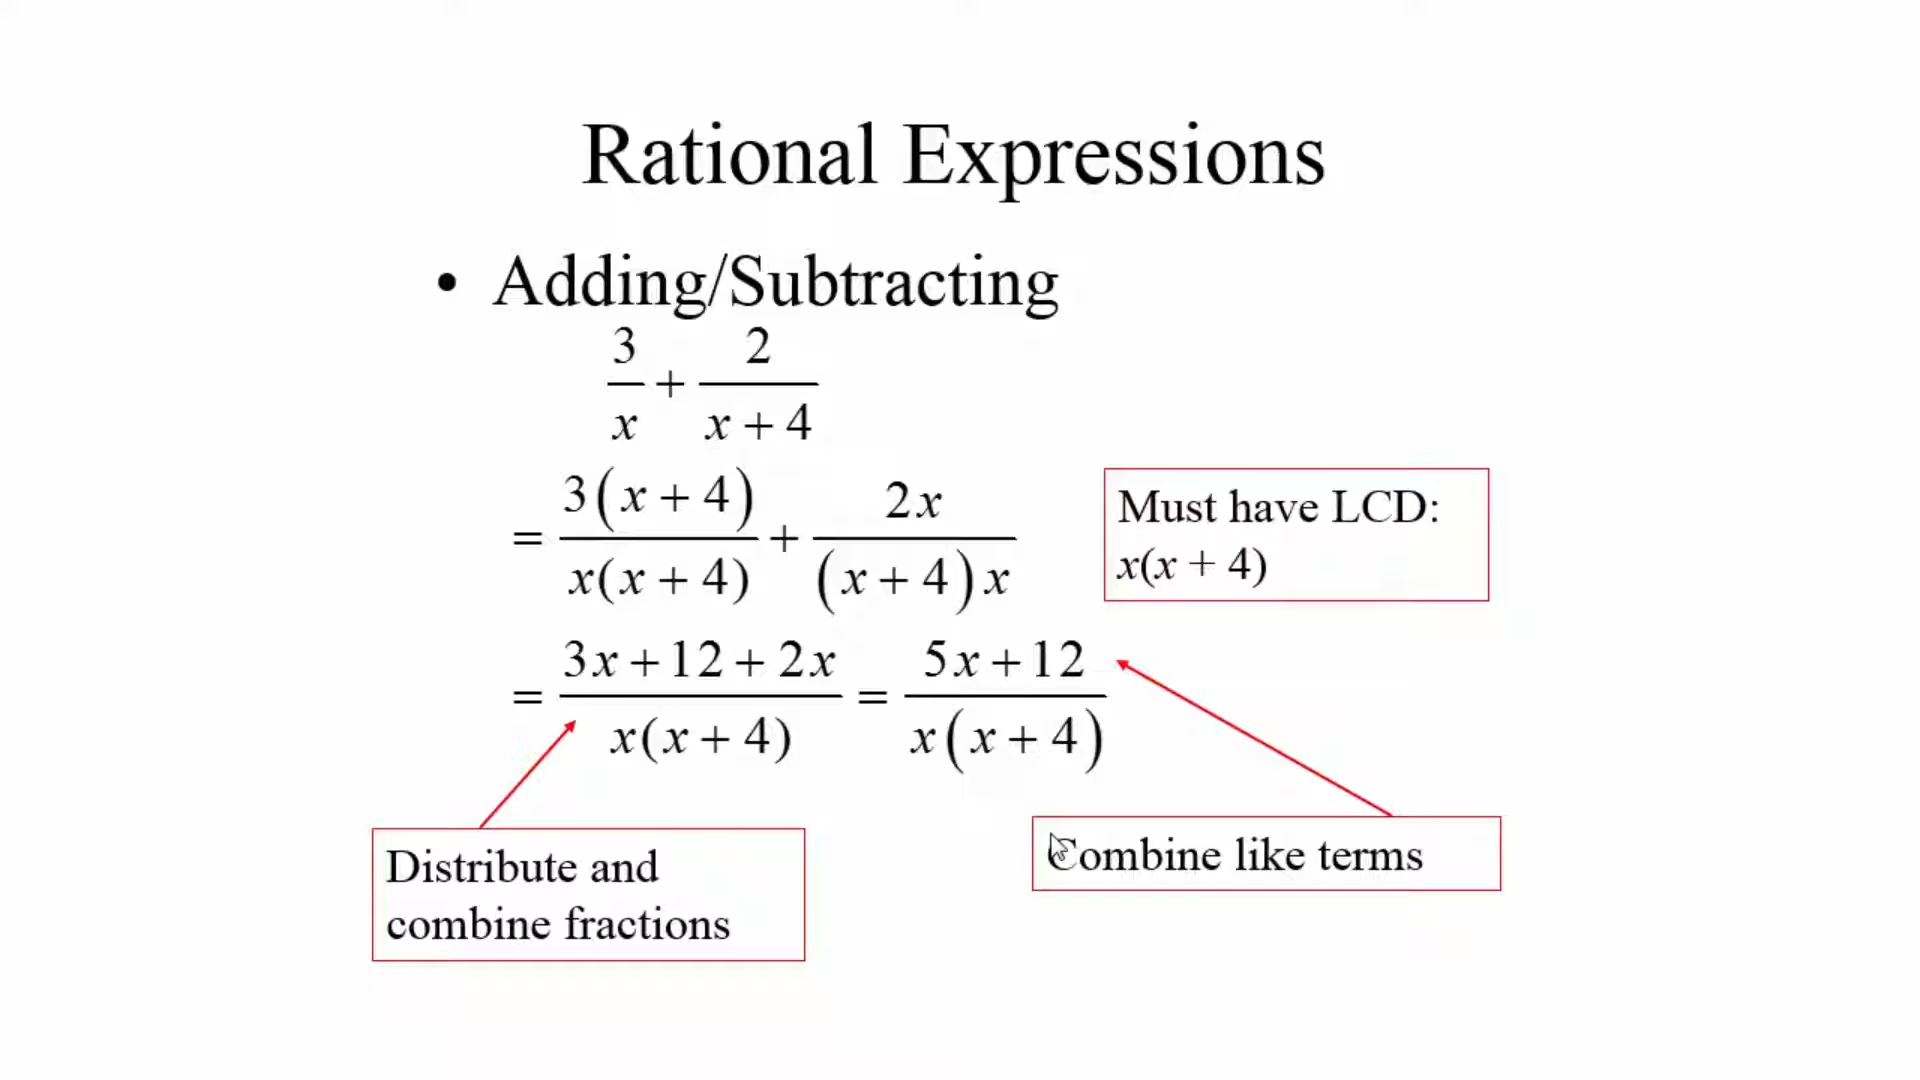 Rational Expressions
• Adding/Subtracting
3/x + 2/(x + 4)
= 3(x + 4)/x(x + 4) + 2x/(x + 4)x
Must have LCD:
x(x + 4)
= 3x + 12 + 2x/x(x + 4) = 5x + 12/x(x + 4)
Distribute and
combine fractions
Combine like terms